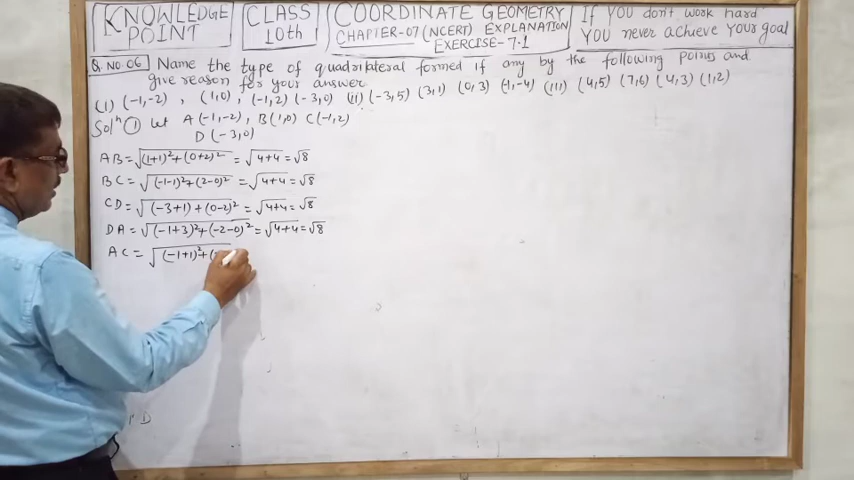 KNOWLEDGE POINT
CLASS 10th
COORDINATE GEOMETRY
CHAPTER-07 (NCERT) EXPLANATION
EXERCISE-7.1
If YOU don't work hard
YOU never achieve Your goal
Q. NO. 06 Name the type of quadrilateral formed if any by the following points and
give reason for your answer
(i) (-1,-2) , (1,0) , (-1,2) (-3,0) (ii) (-3,5) (3,1) (0,3) (-1,-4) (iii) (4,5) (7,6) (4,3) (1,2)
Solⁿ ① Let A(-1,-2), B(1,0) C(-1,2)
D(-3,0)
AB = √(1+1)²+(0+2)² = √4+4 = √8
BC = √(-1-1)²+(2-0)² = √4+4 = √8
CD = √(-3+1)+(0-2)² = √4+4 = √8
DA = √(-1+3)²+(-2-0)² = √4+4 = √8
AC = √(-1+1)²+(